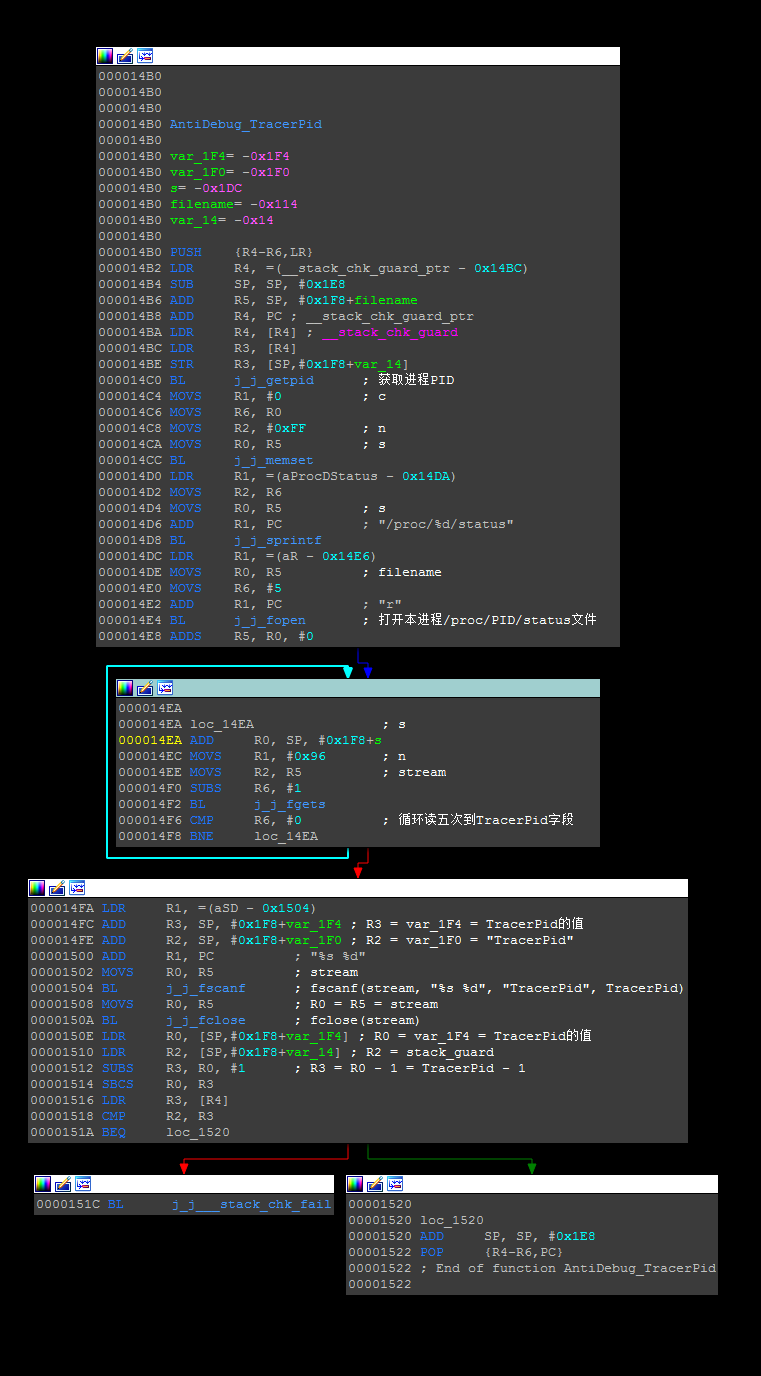 000014B0
000014B0
000014B0
000014B0 AntiDebug_TracerPid
000014B0
000014B0 var_1F4= -0x1F4
000014B0 var_1F0= -0x1F0
000014B0 s= -0x1DC
000014B0 filename= -0x114
000014B0 var_14= -0x14
000014B0
000014B0 PUSH    {R4-R6,LR}
000014B2 LDR     R4, =(__stack_chk_guard_ptr - 0x14BC)
000014B4 SUB     SP, SP, #0x1E8
000014B6 ADD     R5, SP, #0x1F8+filename
000014B8 ADD     R4, PC ; __stack_chk_guard_ptr
000014BA LDR     R4, [R4] ; __stack_chk_guard
000014BC LDR     R3, [R4]
000014BE STR     R3, [SP,#0x1F8+var_14]
000014C0 BL      j_j_getpid      ; 获取进程PID
000014C4 MOVS    R1, #0          ; c
000014C6 MOVS    R6, R0
000014C8 MOVS    R2, #0xFF       ; n
000014CA MOVS    R0, R5          ; s
000014CC BL      j_j_memset
000014D0 LDR     R1, =(aProcDStatus - 0x14DA)
000014D2 MOVS    R2, R6
000014D4 MOVS    R0, R5          ; s
000014D6 ADD     R1, PC          ; "/proc/%d/status"
000014D8 BL      j_j_sprintf
000014DC LDR     R1, =(aR - 0x14E6)
000014DE MOVS    R0, R5          ; filename
000014E0 MOVS    R6, #5
000014E2 ADD     R1, PC          ; "r"
000014E4 BL      j_j_fopen       ; 打开本进程/proc/PID/status文件
000014E8 ADDS    R5, R0, #0
000014EA
000014EA loc_14EA                ; s
000014EA ADD     R0, SP, #0x1F8+s
000014EC MOVS    R1, #0x96       ; n
000014EE MOVS    R2, R5          ; stream
000014F0 SUBS    R6, #1
000014F2 BL      j_j_fgets
000014F6 CMP     R6, #0          ; 循环读五次到TracerPid字段
000014F8 BNE     loc_14EA
000014FA LDR     R1, =(aSD - 0x1504)
000014FC ADD     R3, SP, #0x1F8+var_1F4 ; R3 = var_1F4 = TracerPid的值
000014FE ADD     R2, SP, #0x1F8+var_1F0 ; R2 = var_1F0 = "TracerPid"
00001500 ADD     R1, PC          ; "%s %d"
00001502 MOVS    R0, R5          ; stream
00001504 BL      j_j_fscanf      ; fscanf(stream, "%s %d", "TracerPid", TracerPid)
00001508 MOVS    R0, R5          ; R0 = R5 = stream
0000150A BL      j_j_fclose      ; fclose(stream)
0000150E LDR     R0, [SP,#0x1F8+var_1F4] ; R0 = var_1F4 = TracerPid的值
00001510 LDR     R2, [SP,#0x1F8+var_14] ; R2 = stack_guard
00001512 SUBS    R3, R0, #1      ; R3 = R0 - 1 = TracerPid - 1
00001514 SBCS    R0, R3
00001516 LDR     R3, [R4]
00001518 CMP     R2, R3
0000151A BEQ     loc_1520
0000151C BL      j_j___stack_chk_fail
00001520
00001520 loc_1520
00001520 ADD     SP, SP, #0x1E8
00001522 POP     {R4-R6,PC}
00001522 ; End of function AntiDebug_TracerPid
00001522